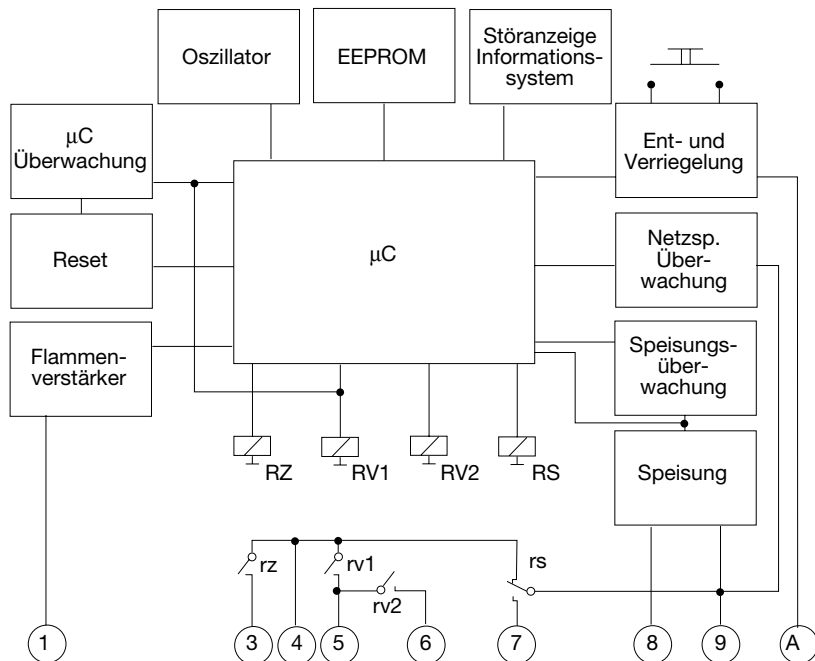 Oszillator
EEPROM
Störanzeige
Informations-
system
µC
Überwachung
Ent- und
Verriegelung
Reset
µC
Netzsp.
Über-
wachung
Flammen-
verstärker
Speisungs-
über-
wachung
RZ
RV1
RV2
RS
Speisung
rz
rv1
rv2
rs
1
3
4
5
6
7
8
9
A